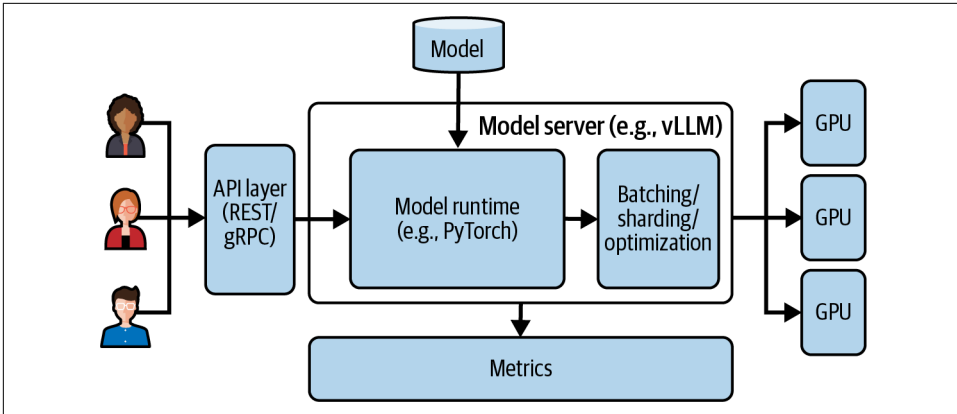 Model
Model server (e.g., vLLM)
API layer
(REST/
gRPC)
Model runtime
(e.g., PyTorch)
Batching/
sharding/
optimization
GPU
GPU
GPU
Metrics